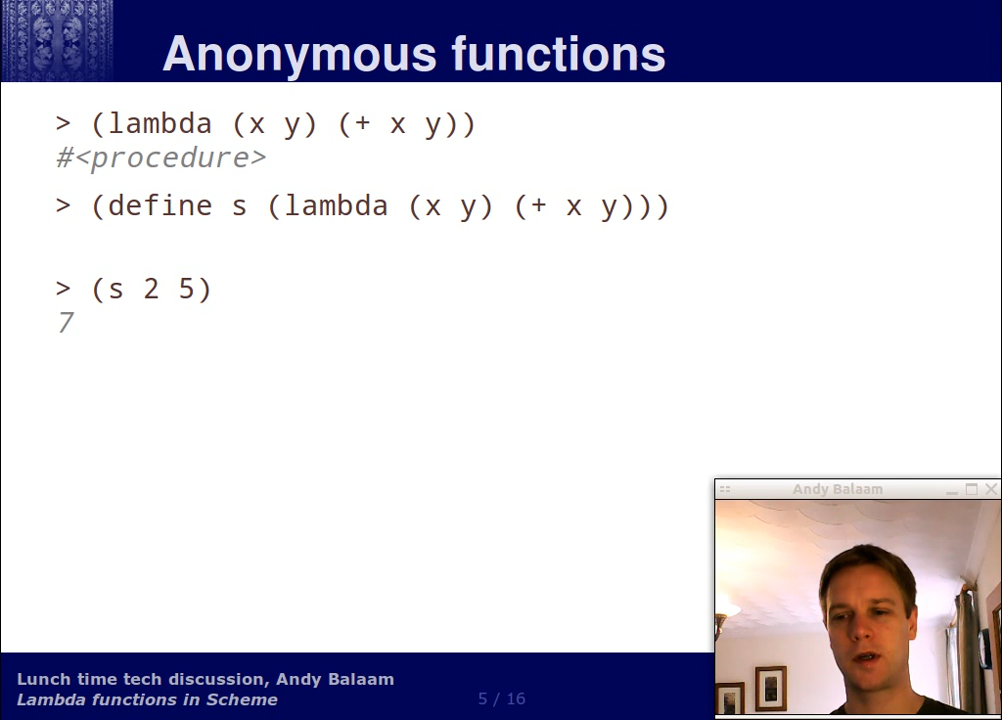 Anonymous functions
> (lambda (x y) (+ x y))
#<procedure>
> (define s (lambda (x y) (+ x y)))
> (s 2 5)
7
Andy Balaam
Lunch time tech discussion, Andy Balaam
Lambda functions in Scheme
5 / 16